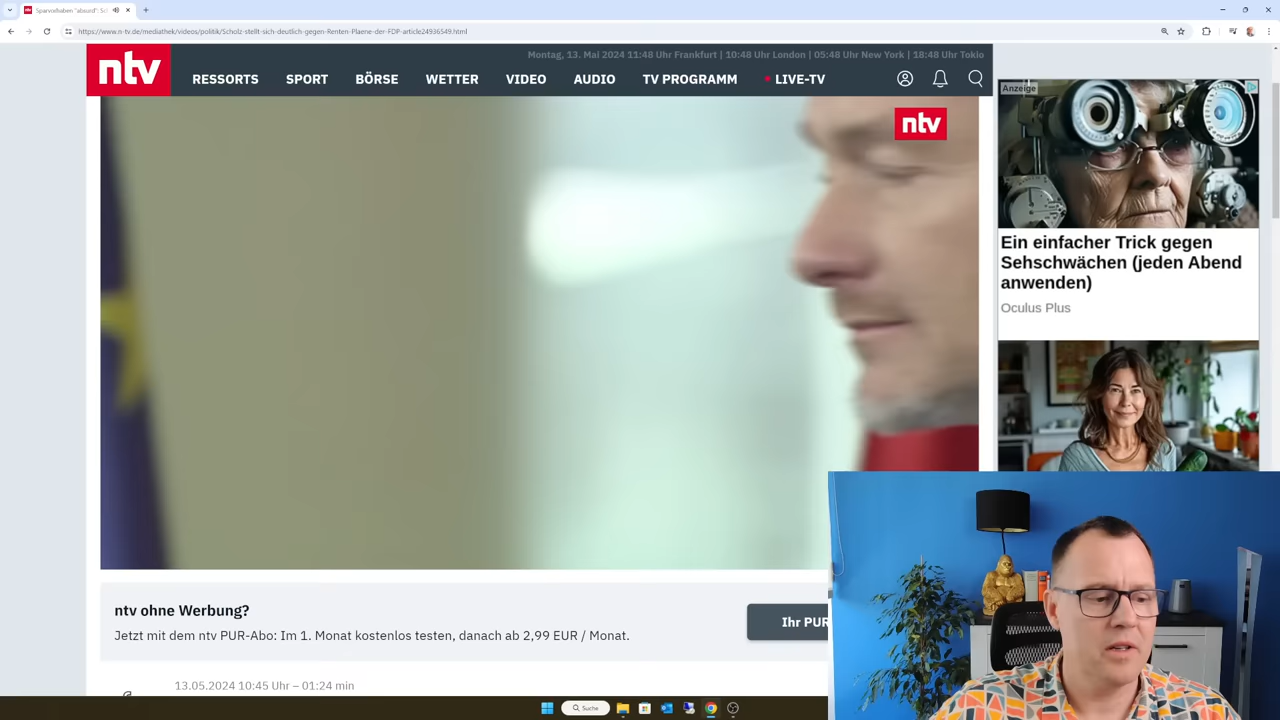 Sparvorhaben "absurd": Sch
https://www.n-tv.de/mediathek/videos/politik/Scholz-stellt-sich-deutlich-gegen-Renten-Plaene-der-FDP-article24936549.html
Montag, 13. Mai 2024 11:48 Uhr Frankfurt | 10:48 Uhr London | 05:48 Uhr New York | 18:48 Uhr Tokio
ntv
RESSORTS SPORT BÖRSE WETTER VIDEO AUDIO TV PROGRAMM LIVE-TV
ntv
Anzeige
Ein einfacher Trick gegen
Sehschwächen (jeden Abend
anwenden)
Oculus Plus
ntv ohne Werbung?
Jetzt mit dem ntv PUR-Abo: Im 1. Monat kostenlos testen, danach ab 2,99 EUR / Monat.
Ihr PUR
13.05.2024 10:45 Uhr – 01:24 min
Suche